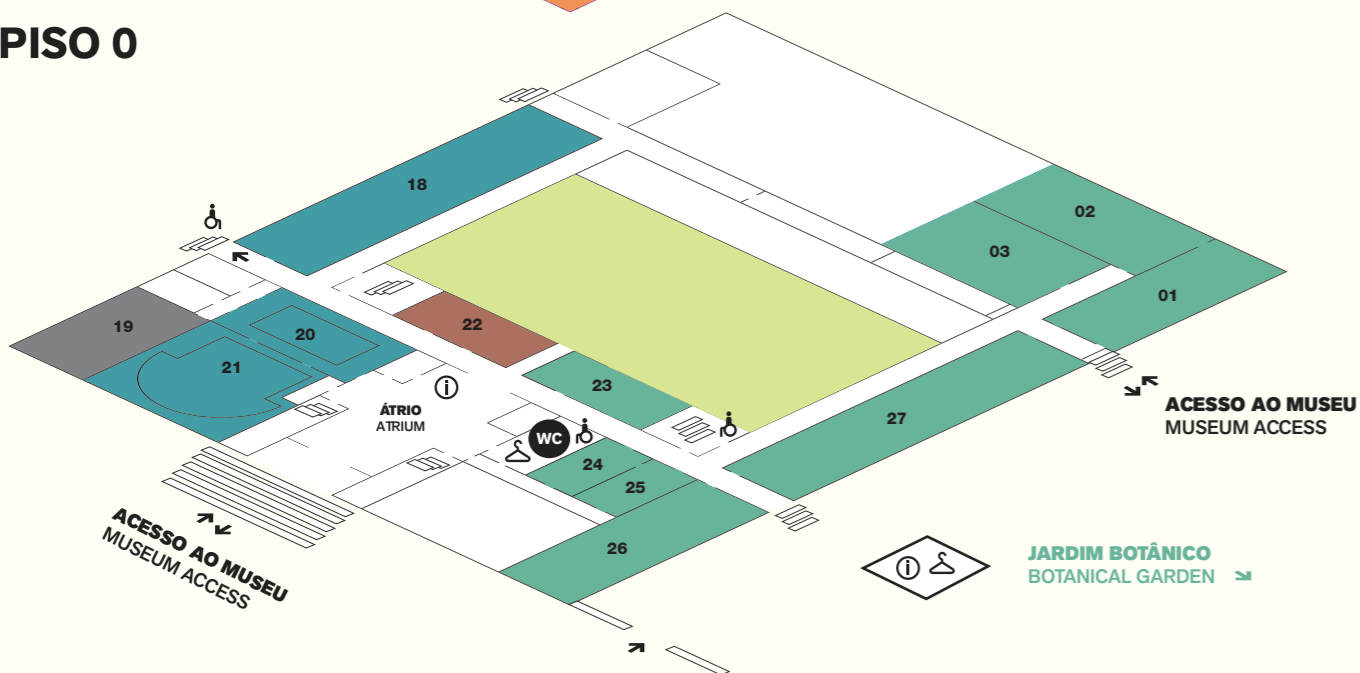 PISO 0
18
02
03
01
19
20
22
21
23
ÁTRIO
ATRIUM
27
WC
24
25
26
ACESSO AO MUSEU
MUSEUM ACCESS
ACESSO AO MUSEU
MUSEUM ACCESS
JARDIM BOTÂNICO
BOTANICAL GARDEN